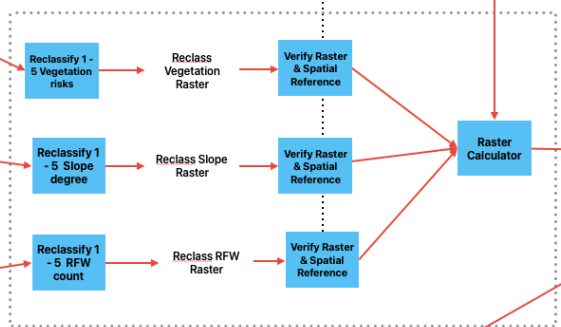 Reclassify 1 -
5 Vegetation
risks
Reclass
Vegetation
Raster
Verify Raster
& Spatial
Reference
Reclassify 1
- 5 Slope
degree
Reclass Slope
Raster
Verify Raster
& Spatial
Reference
Raster
Calculator
Reclassify 1
- 5 RFW
count
Reclass RFW
Raster
Verify Raster
& Spatial
Reference